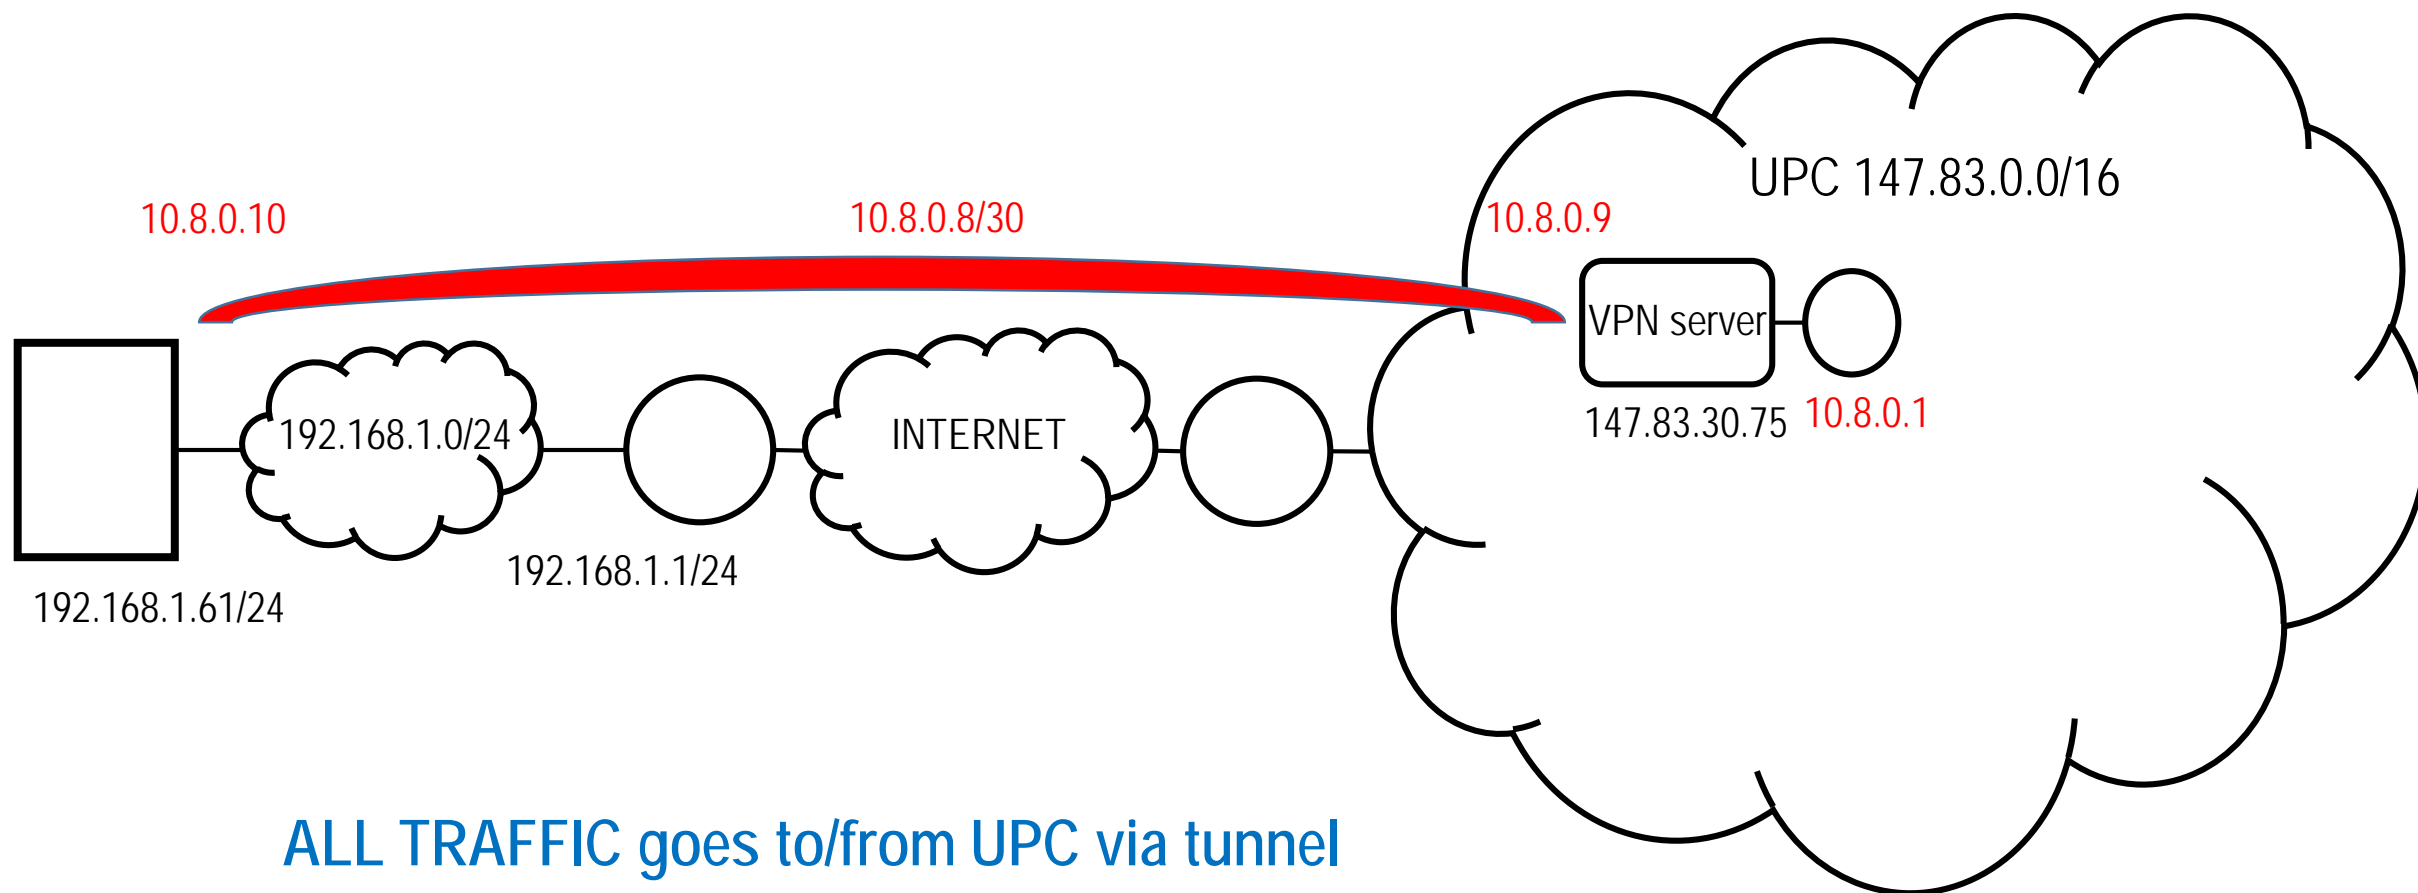 UPC 147.83.0.0/16
10.8.0.10
10.8.0.8/30
10.8.0.9
VPN server
147.83.30.75
10.8.0.1
192.168.1.0/24
INTERNET
192.168.1.1/24
192.168.1.61/24
ALL TRAFFIC goes to/from UPC via tunnel